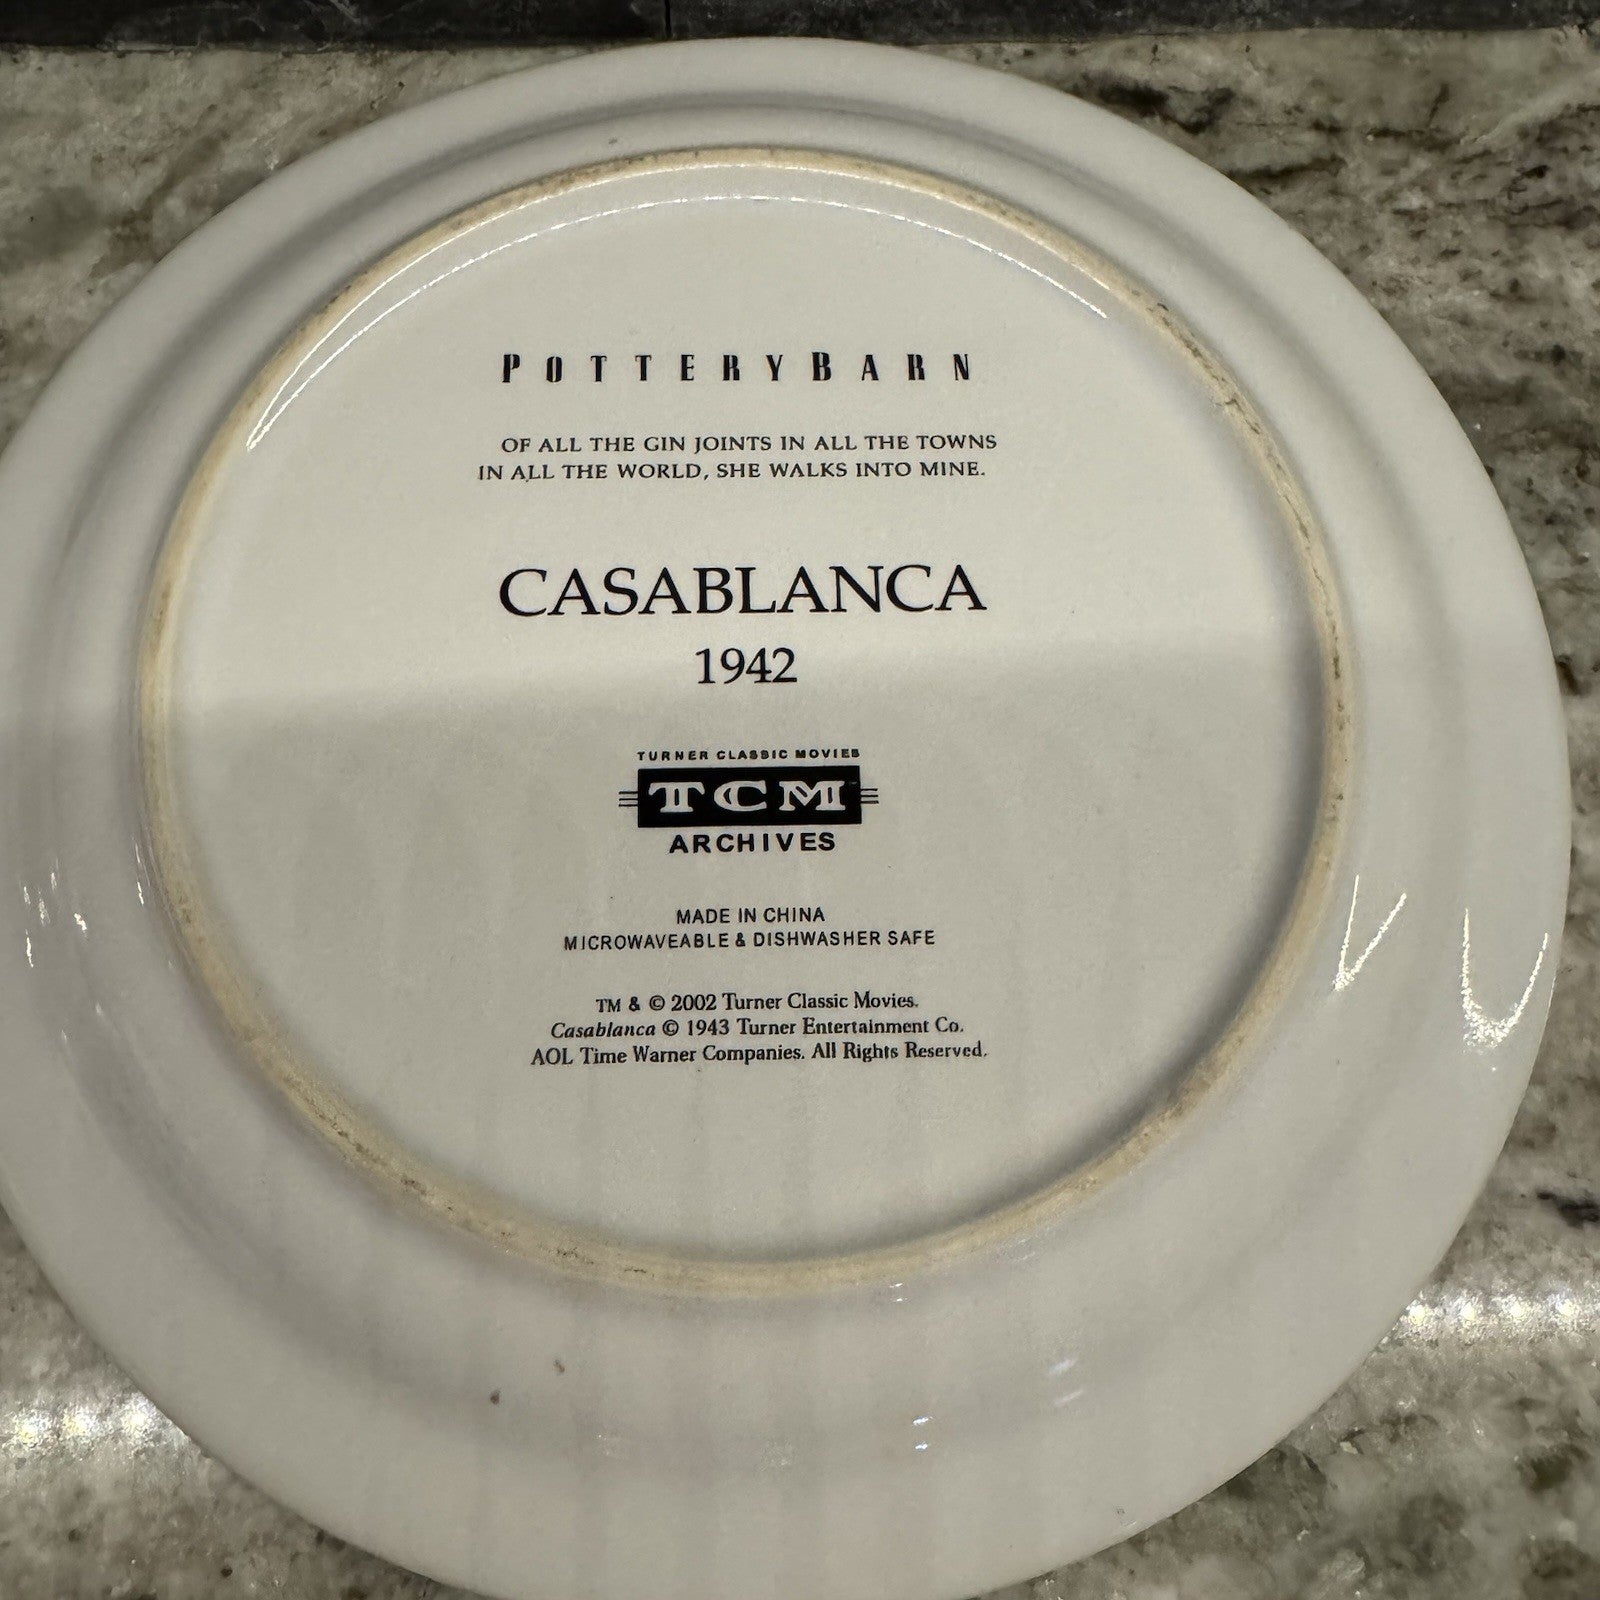 POTTERY BARN
OF ALL THE GIN JOINTS IN ALL THE TOWNS
IN ALL THE WORLD, SHE WALKS INTO MINE.
CASABLANCA
1942
TURNER CLASSIC MOVIES
TCM
ARCHIVES
MADE IN CHINA
MICROWAVEABLE & DISHWASHER SAFE
TM & © 2002 Turner Classic Movies.
Casablanca © 1943 Turner Entertainment Co.
AOL Time Warner Companies. All Rights Reserved.